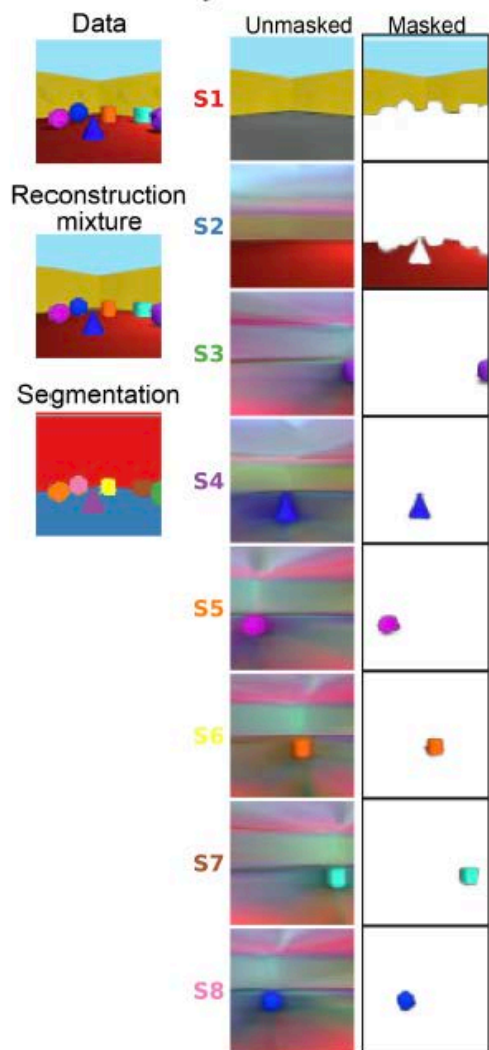 Data
Unmasked
Masked
S1
Reconstruction
mixture
S2
S3
Segmentation
S4
S5
S6
S7
S8